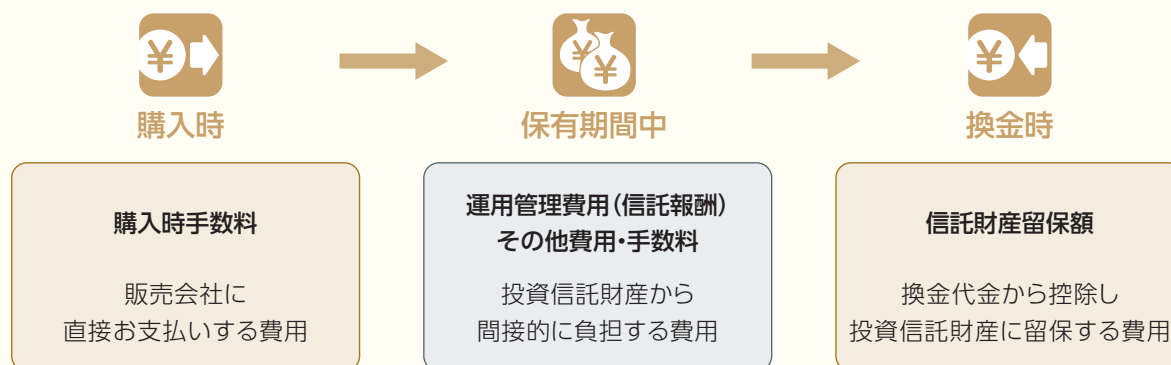 購入時
保有期間中
換金時
購入時手数料
販売会社に
直接お支払いする費用
運用管理費用(信託報酬)
その他費用・手数料
投資信託財産から
間接的に負担する費用
信託財産留保額
換金代金から控除し
投資信託財産に留保する費用